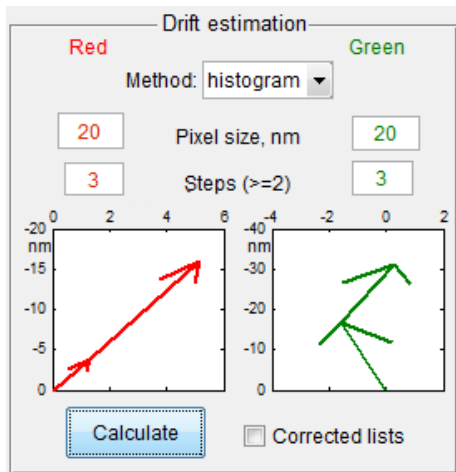 Drift estimation
Red Green
Method: histogram
20 Pixel size, nm 20
3 Steps (>=2) 3
0 2 4 6 -4 -2 0 2
-20 -40
nm nm
-15 -30
-10 -20
-5 -10
0 0
Calculate Corrected lists